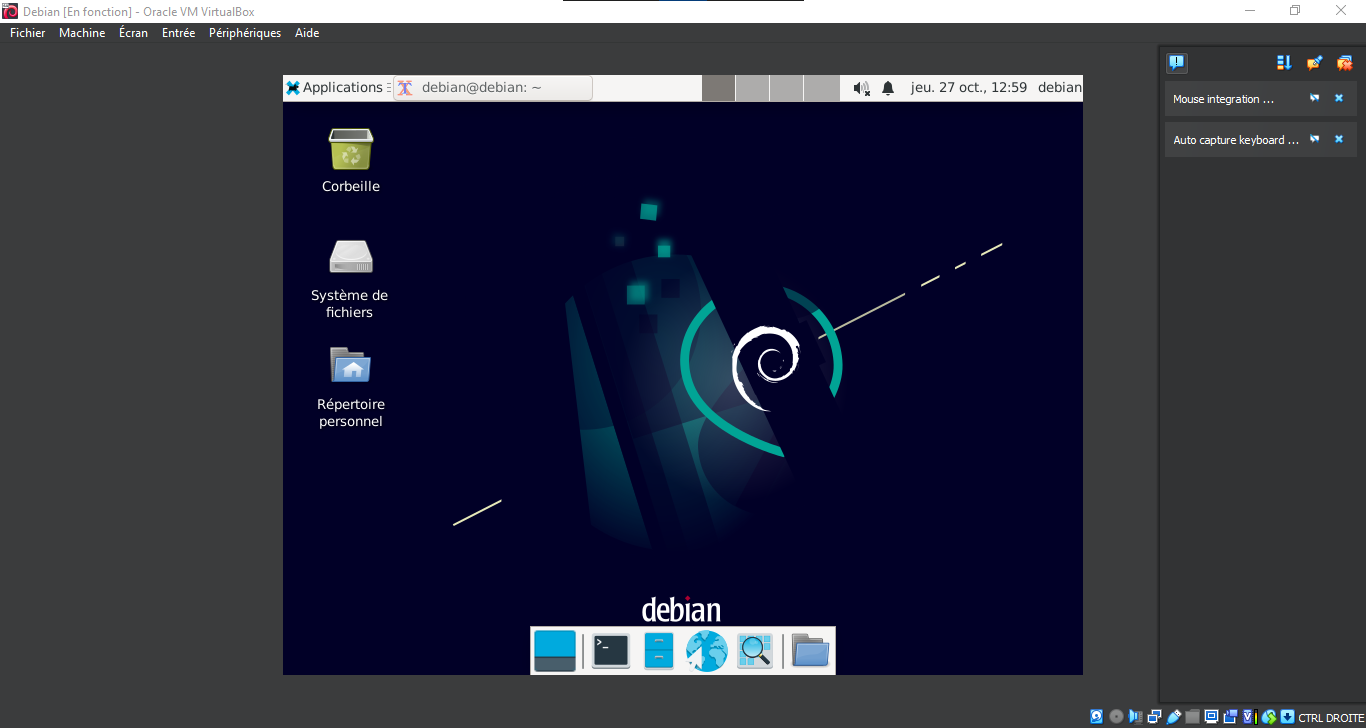 Debian [En fonction] - Oracle VM VirtualBox
Fichier Machine Écran Entrée Périphériques Aide
Applications debian@debian: ~ jeu. 27 oct., 12:59 debian
Mouse integration ...
Auto capture keyboard ...
Corbeille
Système de
fichiers
Répertoire
personnel
debian
>_
CTRL DROITE